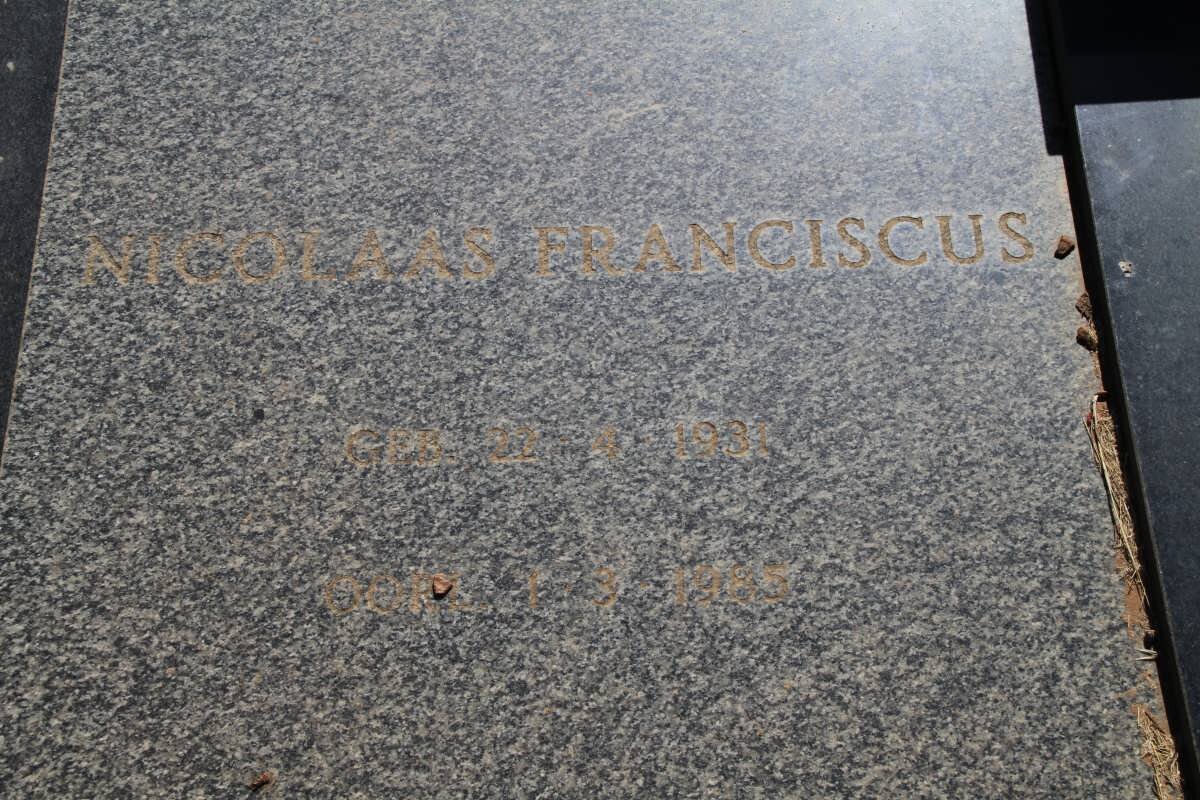 NICOLAAS FRANCISCUS
GEB. 22 · 4 · 1931
OORL. 1 · 3 · 1985